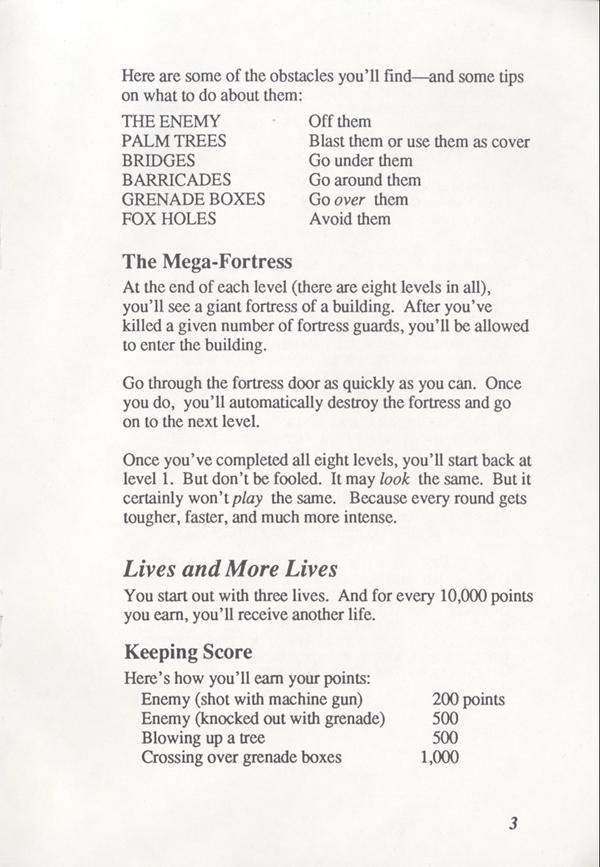 Here are some of the obstacles you'll find—and some tips
on what to do about them:
THE ENEMY Off them
PALM TREES Blast them or use them as cover
BRIDGES Go under them
BARRICADES Go around them
GRENADE BOXES Go over them
FOX HOLES Avoid them
The Mega-Fortress
At the end of each level (there are eight levels in all),
you'll see a giant fortress of a building. After you've
killed a given number of fortress guards, you'll be allowed
to enter the building.
Go through the fortress door as quickly as you can. Once
you do, you'll automatically destroy the fortress and go
on to the next level.
Once you've completed all eight levels, you'll start back at
level 1. But don't be fooled. It may look the same. But it
certainly won't play the same. Because every round gets
tougher, faster, and much more intense.
Lives and More Lives
You start out with three lives. And for every 10,000 points
you earn, you'll receive another life.
Keeping Score
Here's how you'll earn your points:
Enemy (shot with machine gun) 200 points
Enemy (knocked out with grenade) 500
Blowing up a tree 500
Crossing over grenade boxes 1,000
3